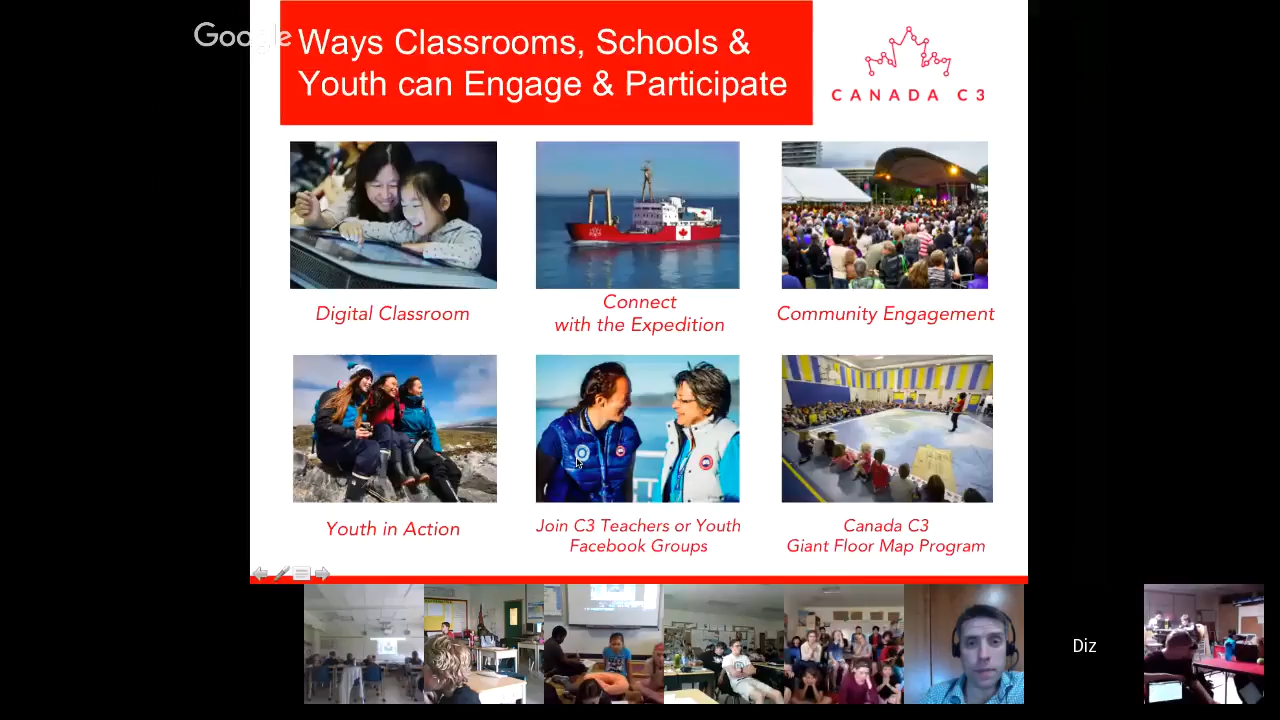 Google
Ways Classrooms, Schools &
Youth can Engage & Participate
CANADA C3
Digital Classroom
Connect
with the Expedition
Community Engagement
Youth in Action
Join C3 Teachers or Youth
Facebook Groups
Canada C3
Giant Floor Map Program
Diz